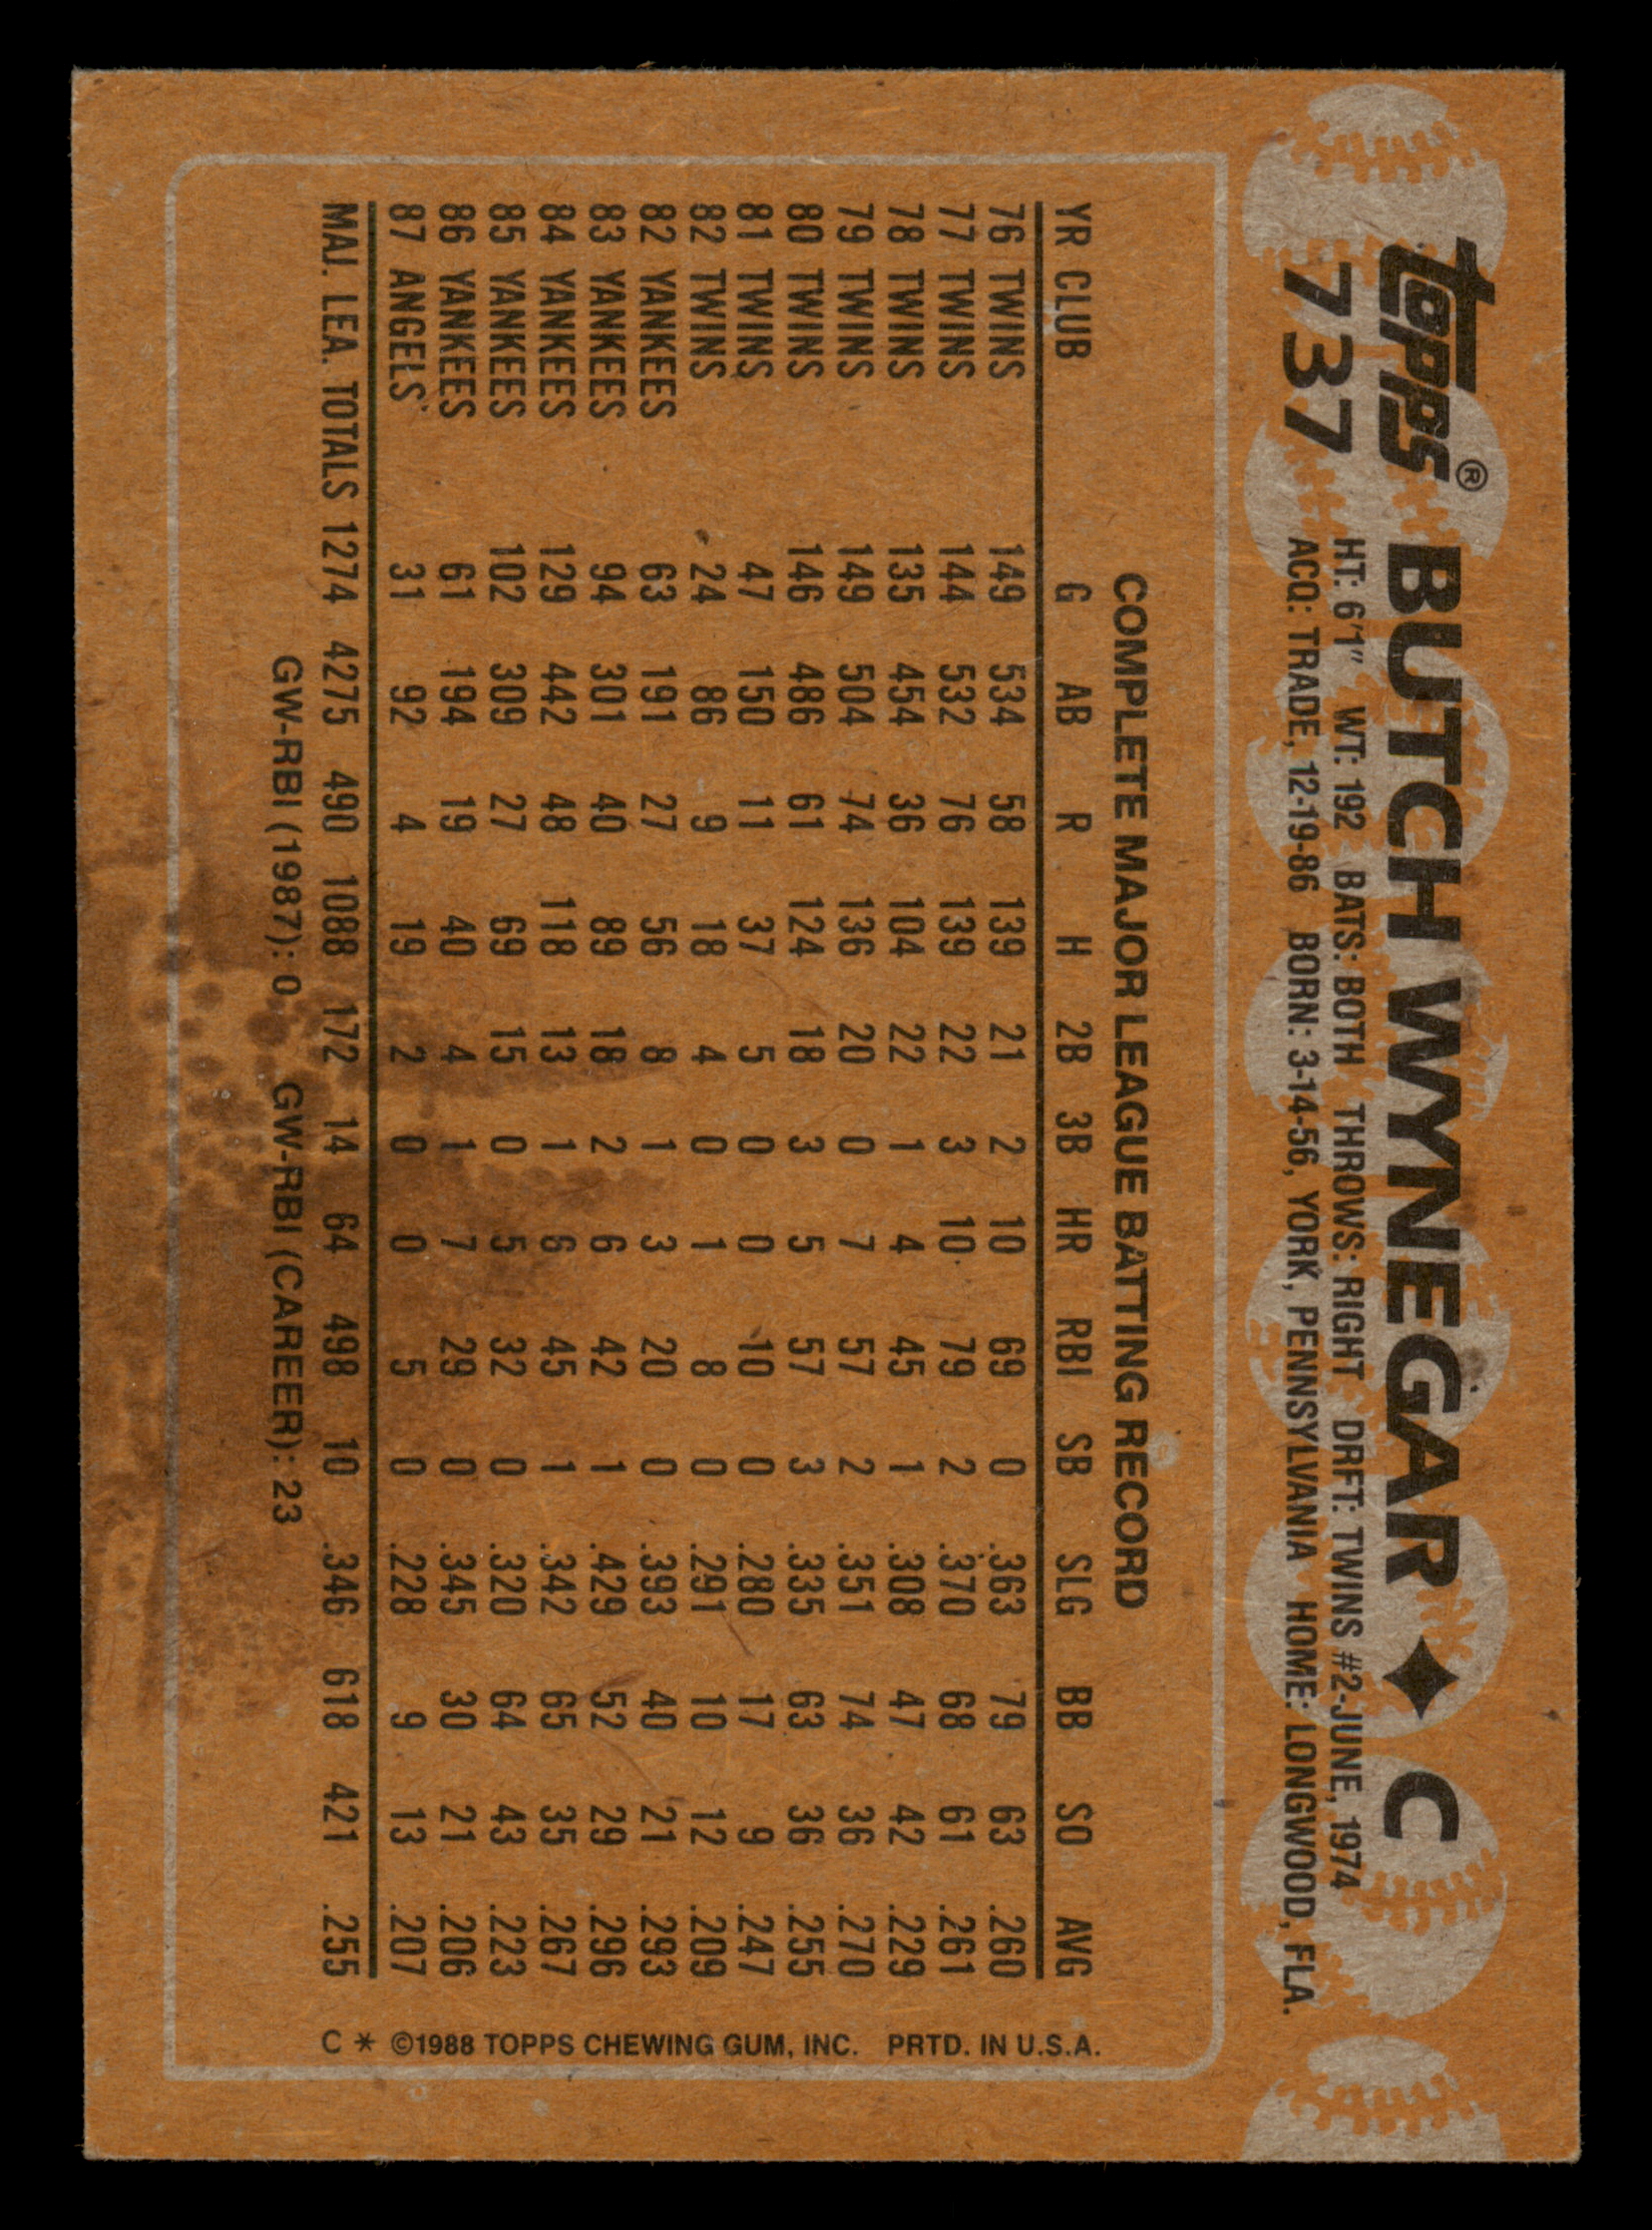 topps® BUTCH WYNEGAR ♦ C
737 HT: 6'1" WT: 192 BATS: BOTH THROWS: RIGHT DRFT: TWINS #2-JUNE, 1974
ACQ: TRADE, 12-19-86 BORN: 3-14-56, YORK, PENNSYLVANIA HOME: LONGWOOD, FLA.
COMPLETE MAJOR LEAGUE BATTING RECORD
YR CLUB G AB R H 2B 3B HR RBI SB SLG BB SO AVG
76 TWINS 149 534 58 139 21 2 10 69 0 .363 79 63 .260
77 TWINS 144 532 76 139 22 3 10 79 2 .370 68 61 .261
78 TWINS 135 454 36 104 22 1 4 45 1 .308 47 42 .229
79 TWINS 149 504 74 136 20 0 7 57 2 .351 74 36 .270
80 TWINS 146 486 61 124 18 3 5 57 3 .335 63 36 .255
81 TWINS 47 150 11 37 5 0 0 10 0 .280 17 9 .247
82 TWINS 24 86 9 18 4 0 1 8 0 .291 10 12 .209
82 YANKEES 63 191 27 56 8 1 3 20 0 .393 40 21 .293
83 YANKEES 94 301 40 89 18 2 6 42 1 .429 52 29 .296
84 YANKEES 129 442 48 118 13 1 6 45 1 .342 65 35 .267
85 YANKEES 102 309 27 69 15 0 5 32 0 .320 64 43 .223
86 YANKEES 61 194 19 40 4 1 7 29 0 .345 30 21 .206
87 ANGELS 31 92 4 19 2 0 0 5 0 .228 9 13 .207
MAJ. LEA. TOTALS 1274 4275 490 1088 172 14 64 498 10 .346 618 421 .255
GW-RBI (1987): 0 GW-RBI (CAREER): 23
C * ©1988 TOPPS CHEWING GUM, INC. PRTD. IN U.S.A.